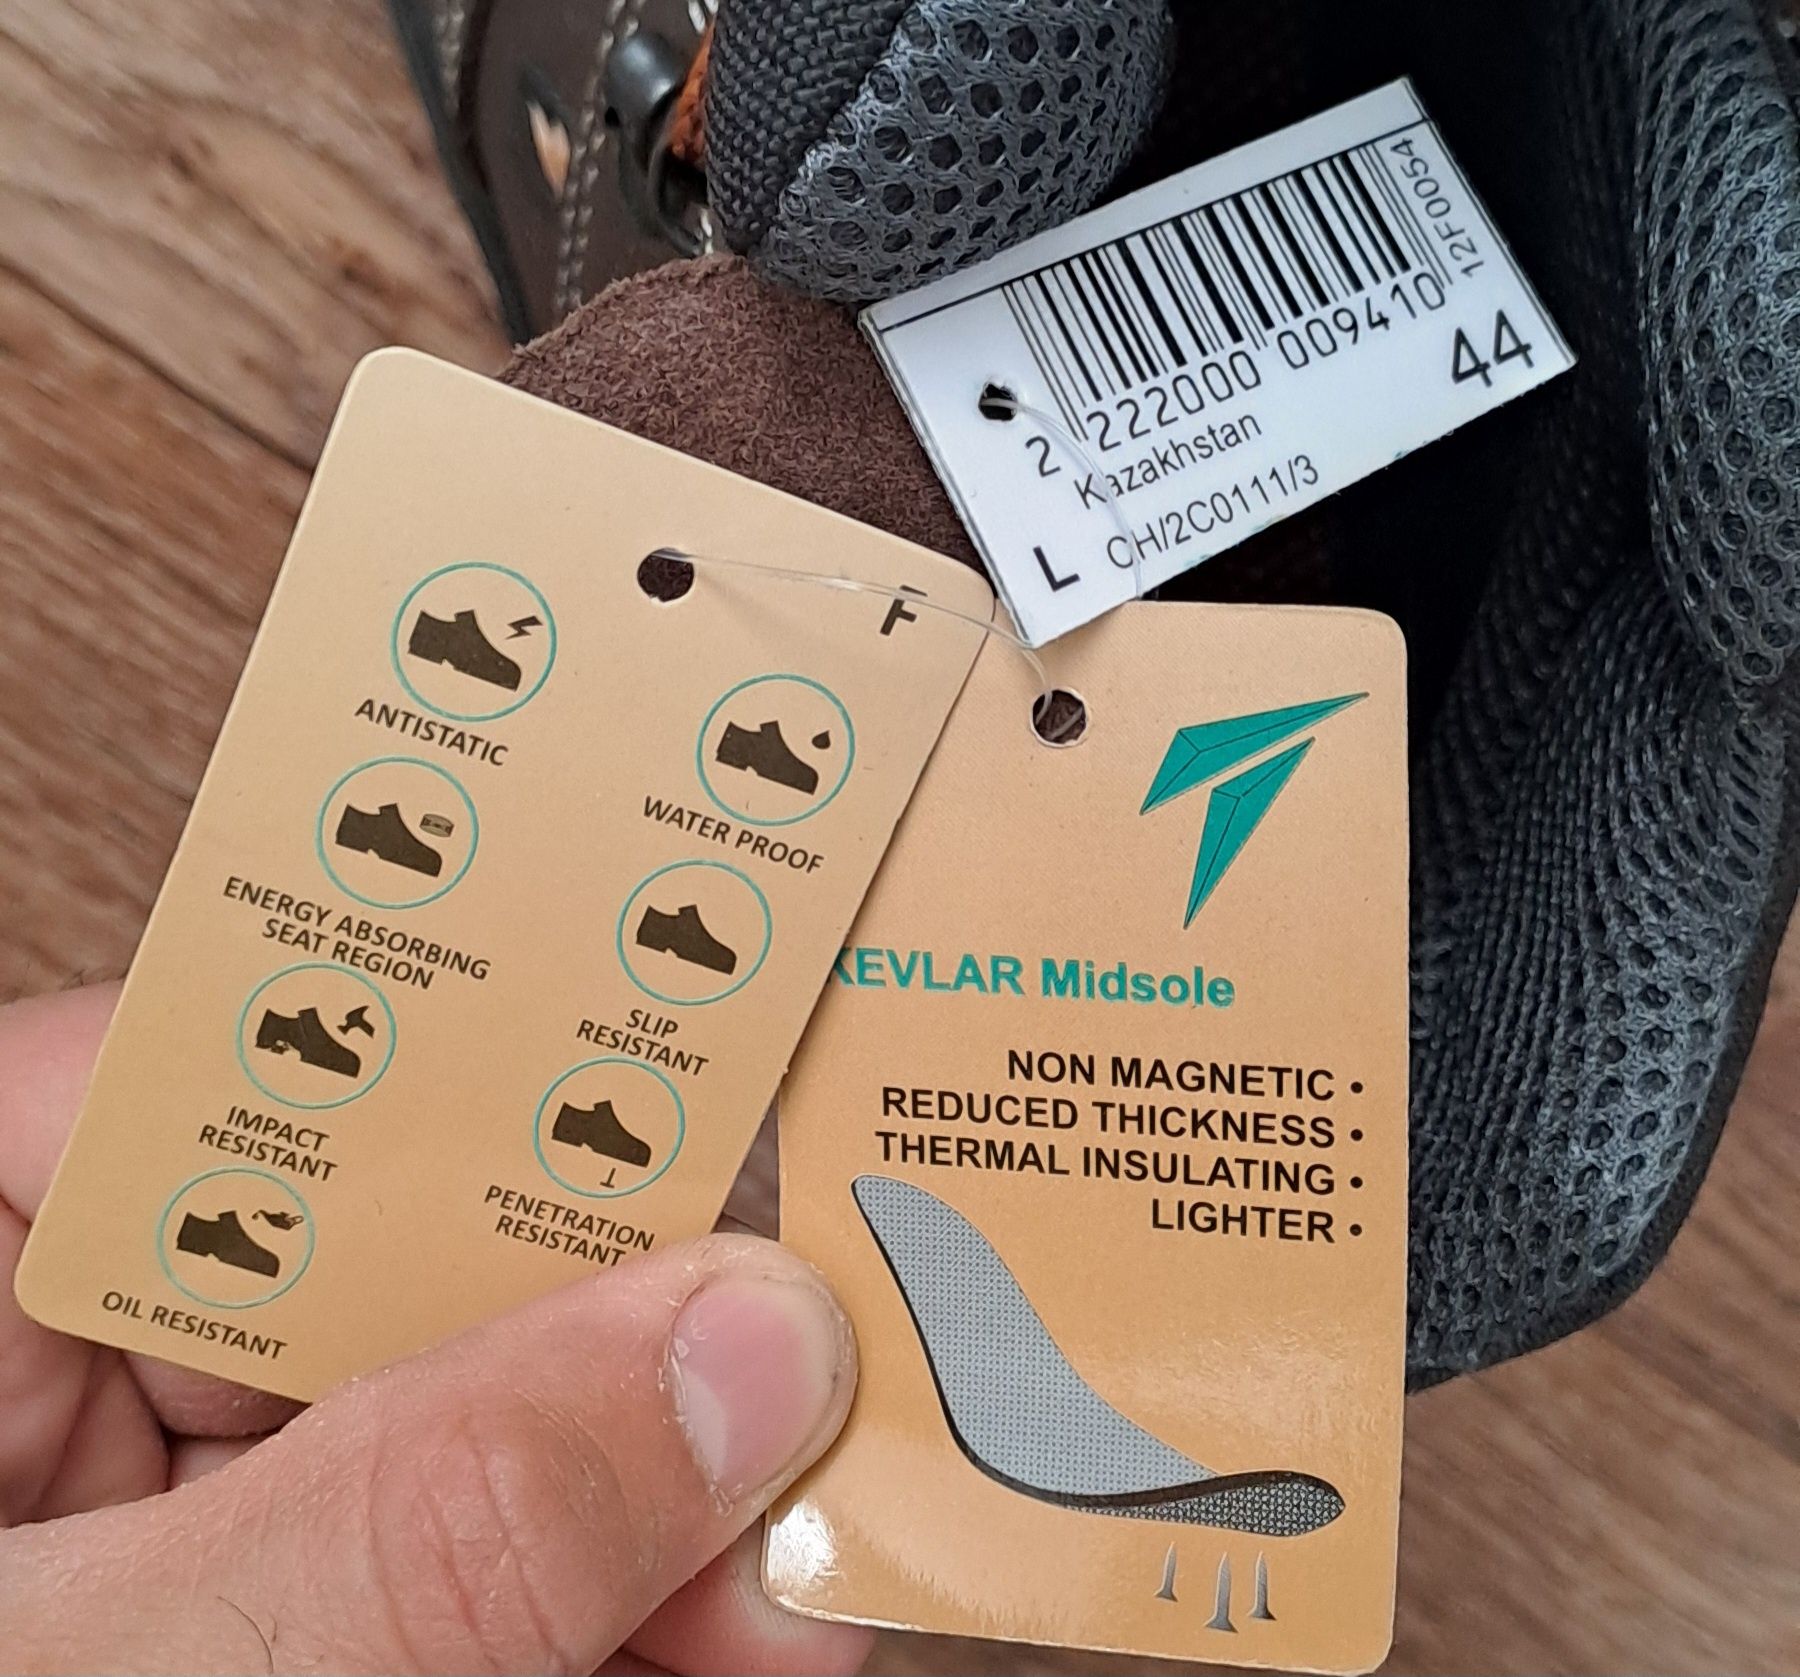 12F0054
2 222000 009410
44
Kazakhstan
L CH/2C0111/3
F
ANTISTATIC
WATER PROOF
ENERGY ABSORBING
SEAT REGION
SLIP
RESISTANT
IMPACT
RESISTANT
PENETRATION
RESISTANT
OIL RESISTANT
KEVLAR Midsole
NON MAGNETIC •
REDUCED THICKNESS •
THERMAL INSULATING •
LIGHTER •